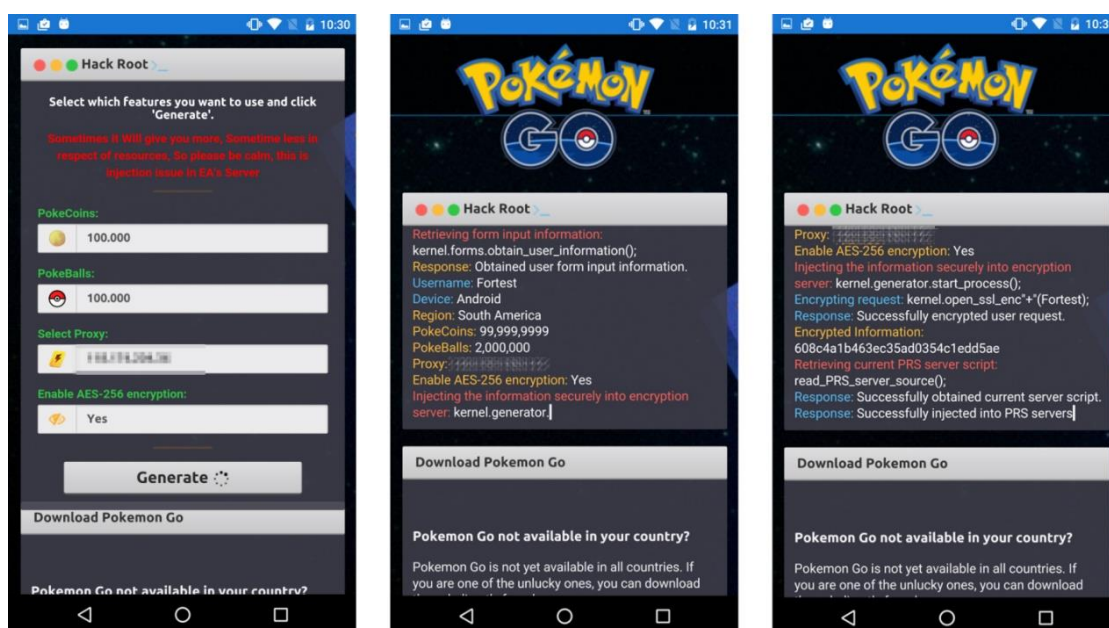 10:30
Hack Root >_
Select which features you want to use and click
'Generate'.
Sometimes it Will give you more, Sometime less in
respect of resources, So please be calm, this is
injection issue in EA's Server
PokeCoins:
100.000
PokeBalls:
100.000
Select Proxy:
Enable AES-256 encryption:
Yes
Generate
Download Pokemon Go
Pokemon Go not available in your country?
10:31
POKÉMON
GO
TM
Hack Root >_
Retrieving form input information:
kernel.forms.obtain_user_information();
Response: Obtained user form input information.
Username: Fortest
Device: Android
Region: South America
PokeCoins: 99,999,9999
PokeBalls: 2,000,000
Proxy:
Enable AES-256 encryption: Yes
Injecting the information securely into encryption
server: kernel.generator.
Download Pokemon Go
Pokemon Go not available in your country?
Pokemon Go is not yet available in all countries. If
you are one of the unlucky ones, you can download
10:3
POKÉMON
GO
TM
Hack Root >_
Proxy:
Enable AES-256 encryption: Yes
Injecting the information securely into encryption
server: kernel.generator.start_process();
Encrypting request: kernel.open_ssl_enc"+"(Fortest);
Response: Successfully encrypted user request.
Encrypted Information:
608c4a1b463ec35ad0354c1edd5ae
Retrieving current PRS server script:
read_PRS_server_source();
Response: Successfully obtained current server script.
Response: Successfully injected into PRS servers
Download Pokemon Go
Pokemon Go not available in your country?
Pokemon Go is not yet available in all countries. If
you are one of the unlucky ones, you can download